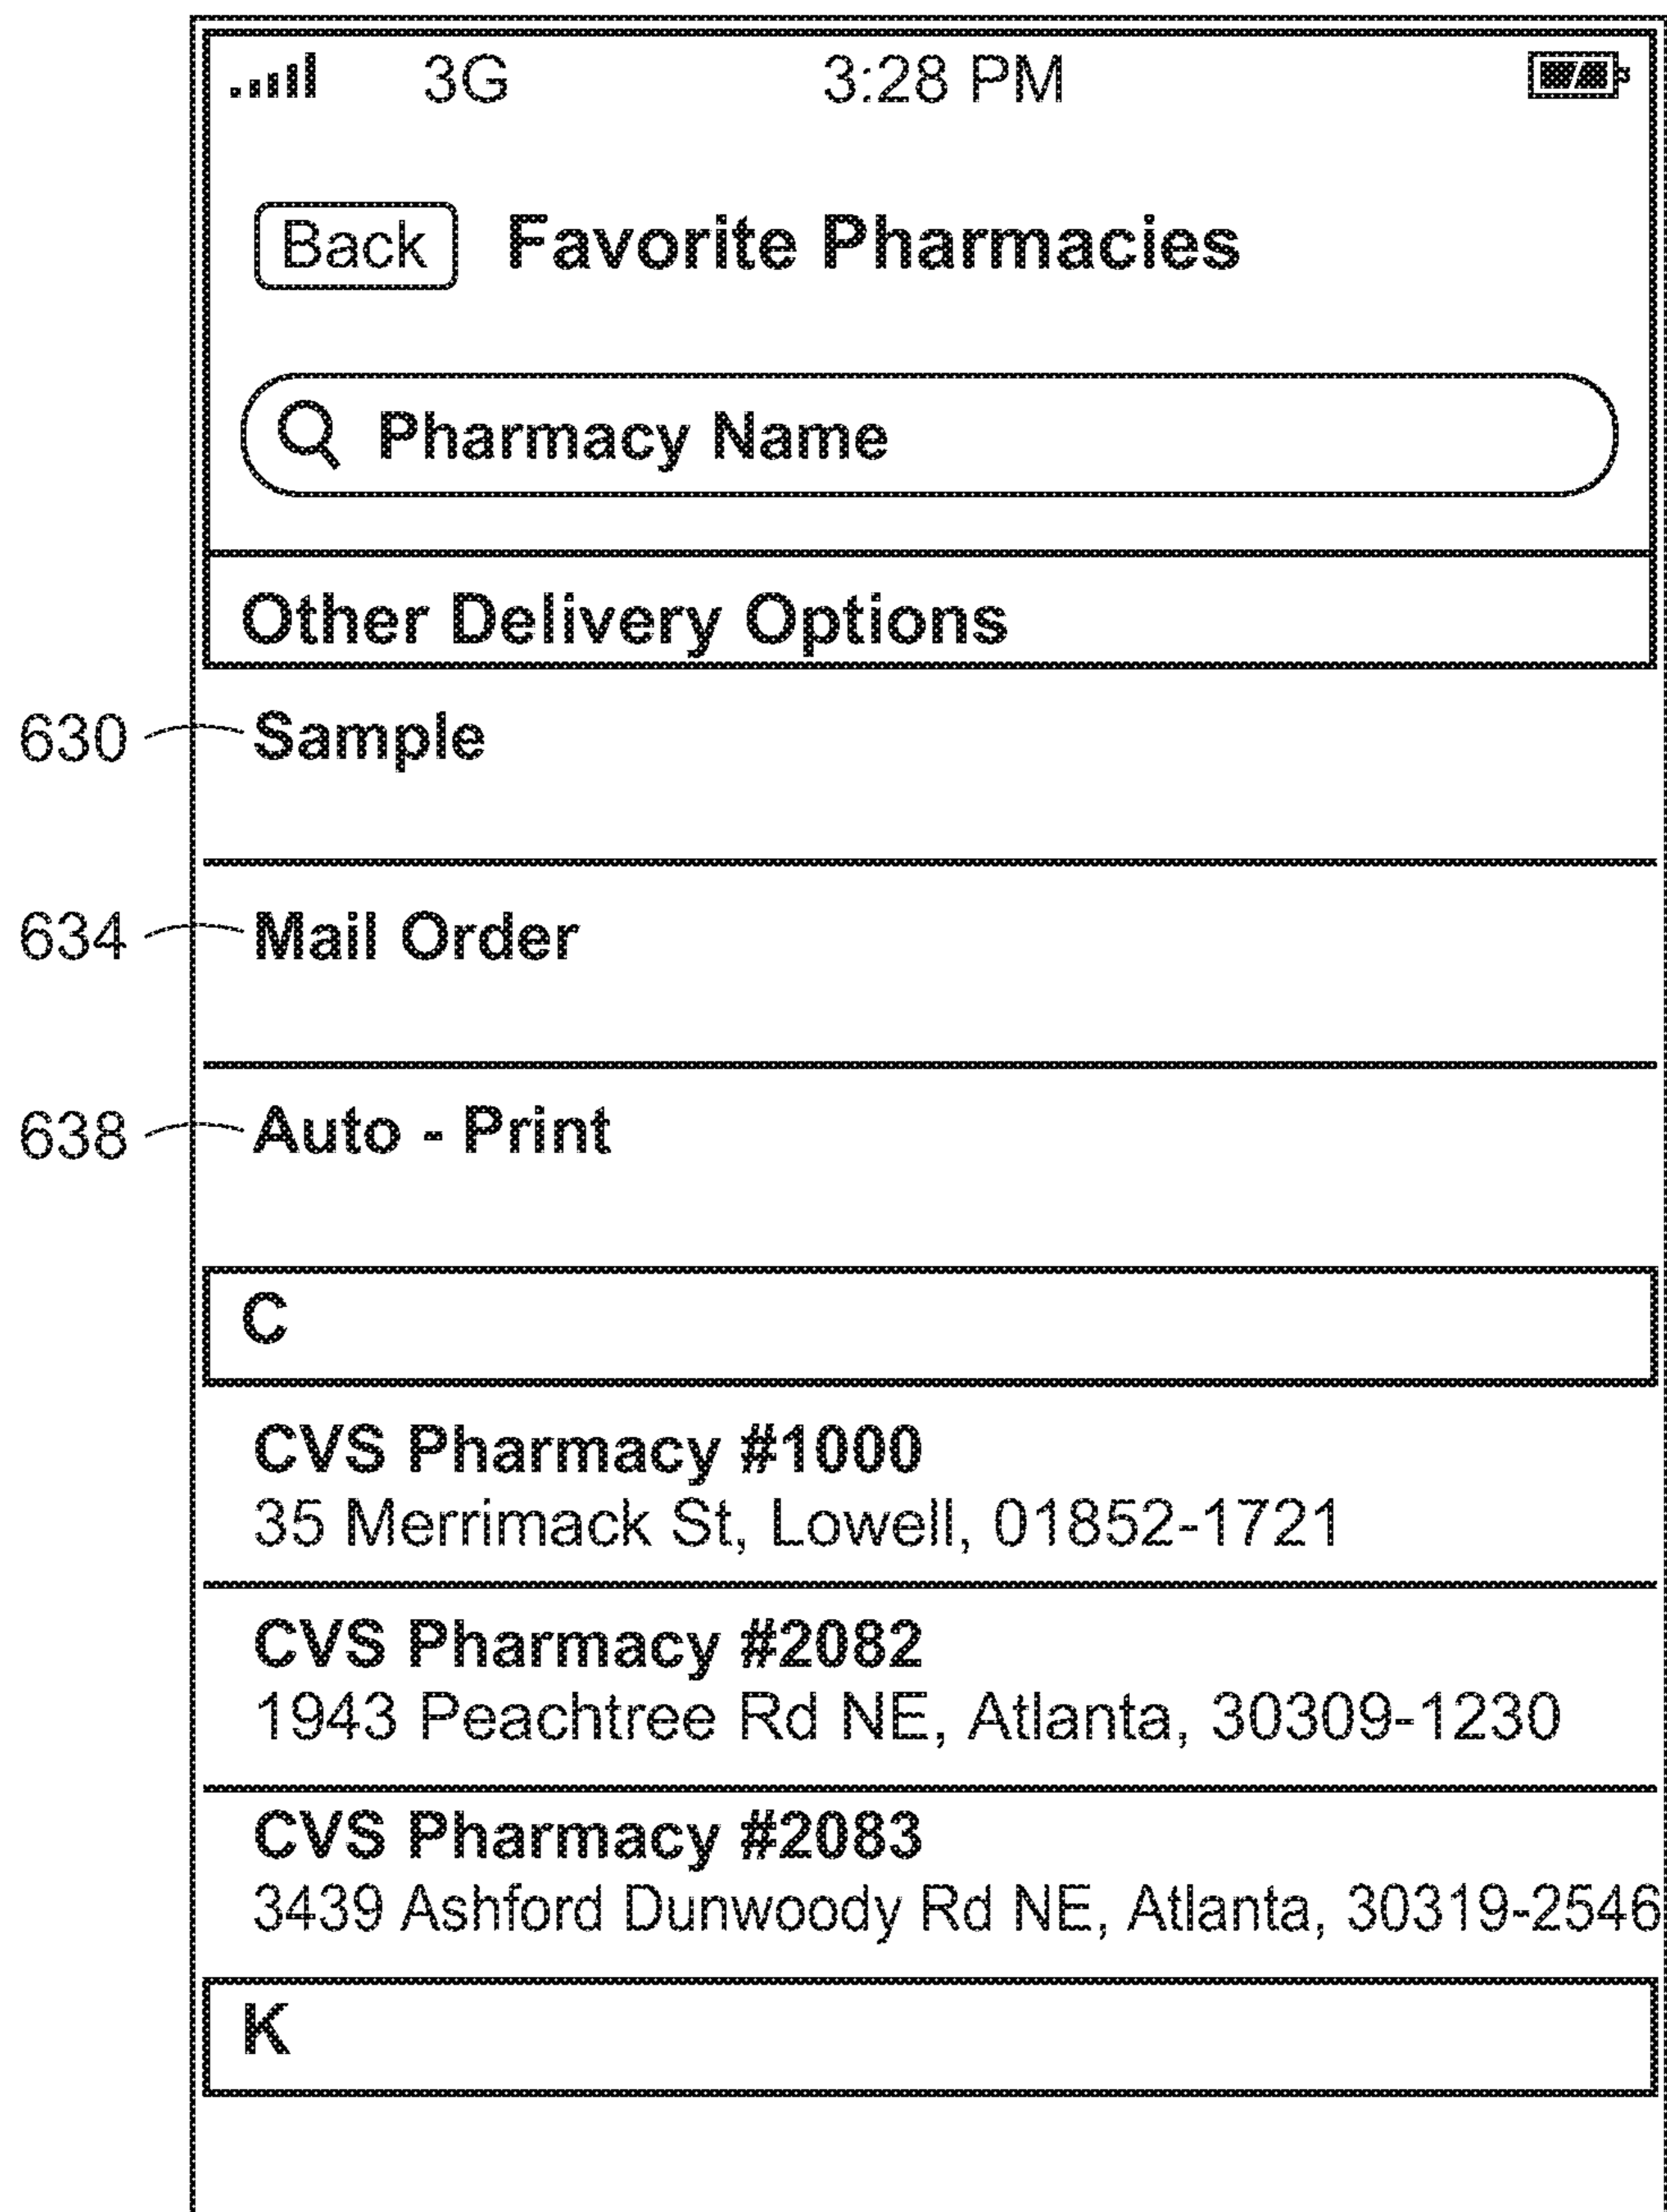 3G 3:28 PM
Back Favorite Pharmacies
Pharmacy Name
Other Delivery Options
630 Sample
634 Mail Order
638 Auto - Print
C
CVS Pharmacy #1000
35 Merrimack St, Lowell, 01852-1721
CVS Pharmacy #2082
1943 Peachtree Rd NE, Atlanta, 30309-1230
CVS Pharmacy #2083
3439 Ashford Dunwoody Rd NE, Atlanta, 30319-2546
K